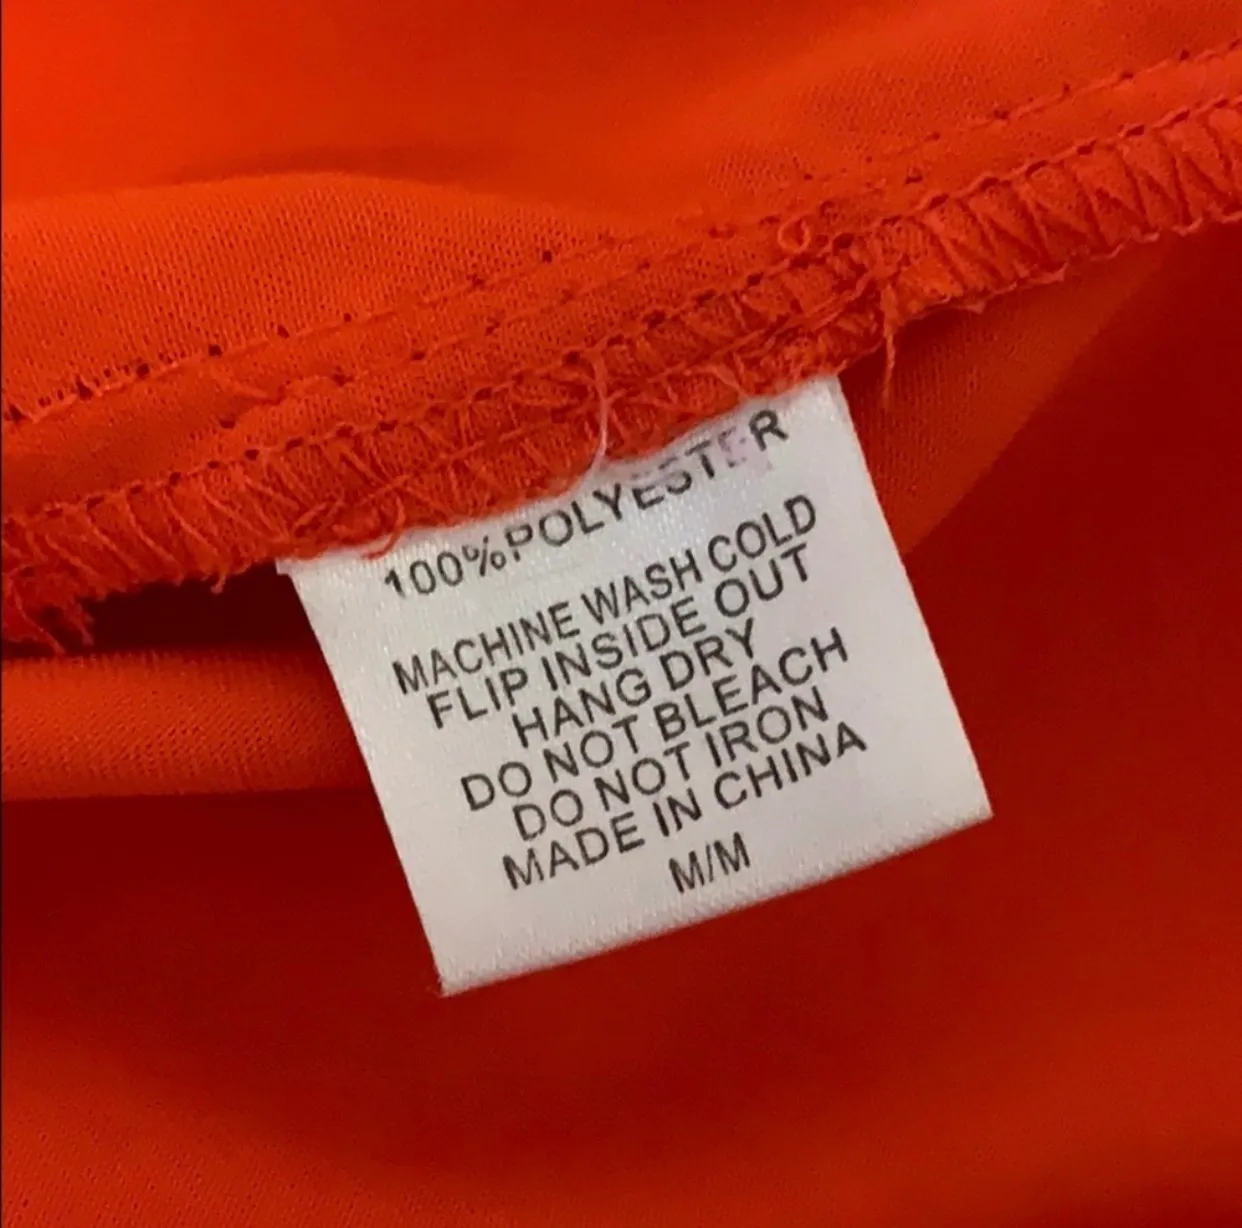 100%POLYESTER
MACHINE WASH COLD
FLIP INSIDE OUT
HANG DRY
DO NOT BLEACH
DO NOT IRON
MADE IN CHINA
M/M